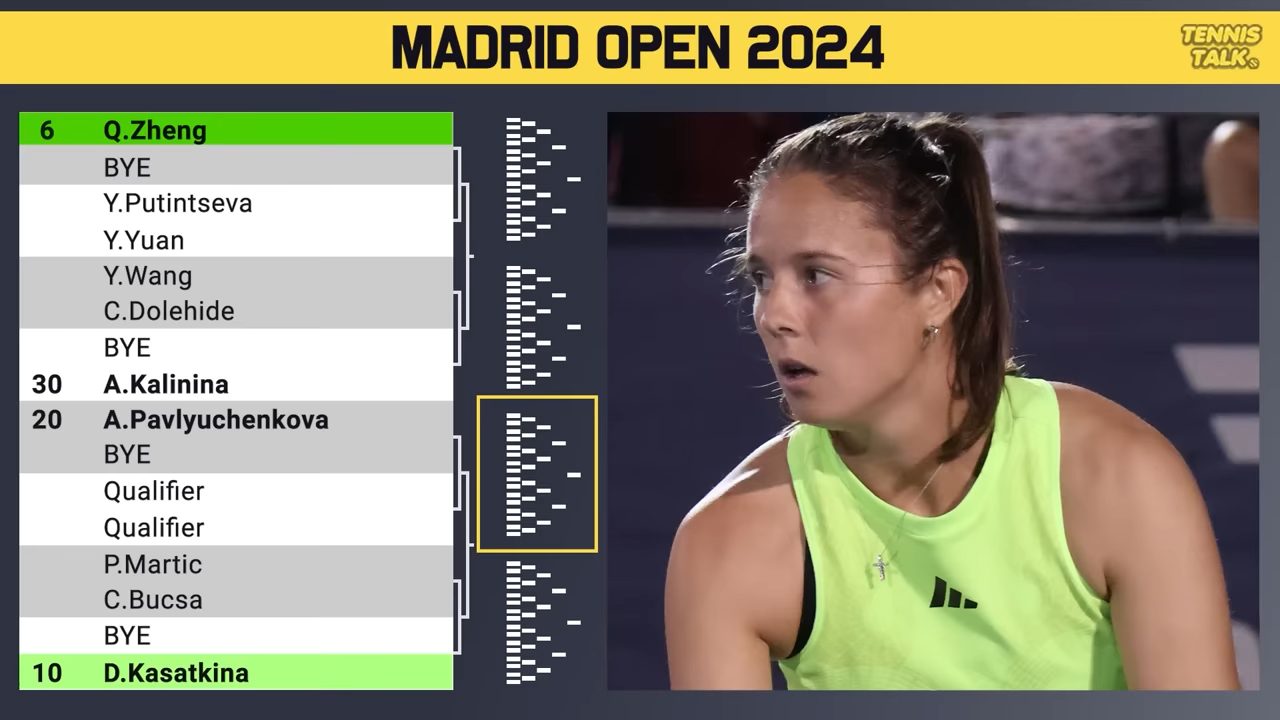 MADRID OPEN 2024
TENNIS
TALK
6 Q.Zheng
BYE
Y.Putintseva
Y.Yuan
Y.Wang
C.Dolehide
BYE
30 A.Kalinina
20 A.Pavlyuchenkova
BYE
Qualifier
Qualifier
P.Martic
C.Bucsa
BYE
10 D.Kasatkina